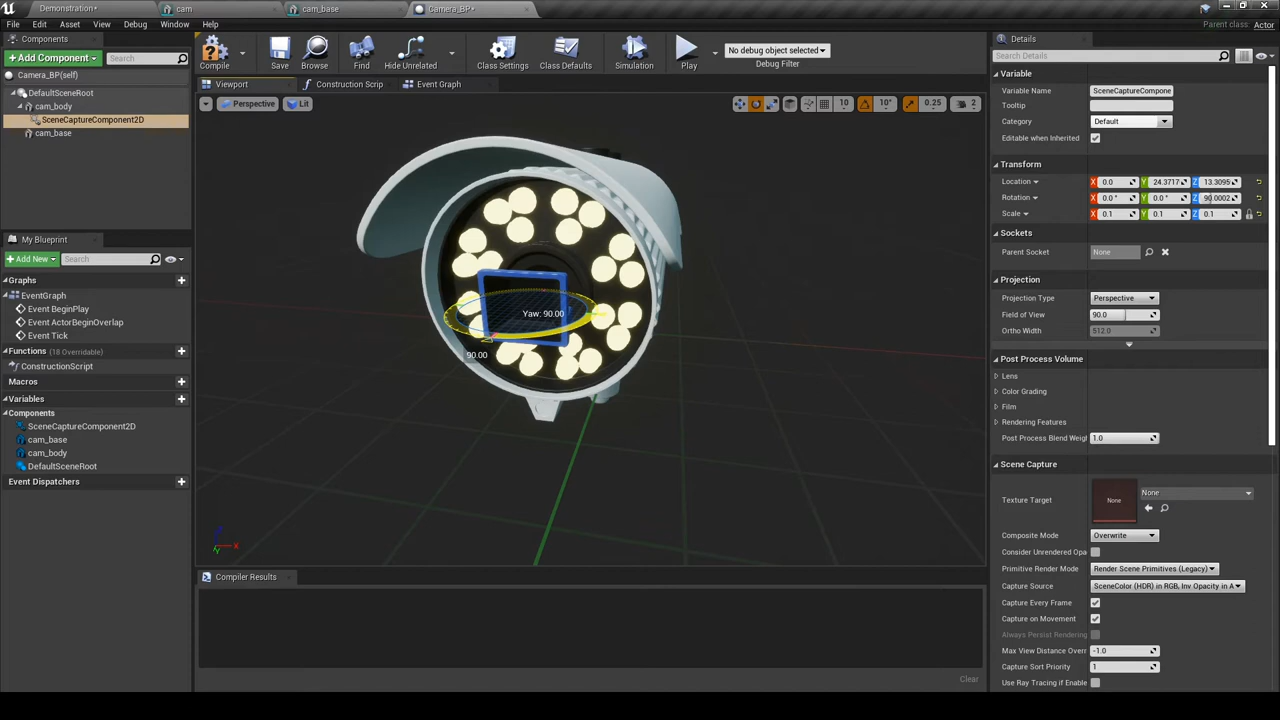 Demonstration*
cam
cam_base
Camera_BP*
File Edit Asset View Debug Window Help
Parent class: Actor
Components
Details
+ Add Component
Search
Camera_BP(self)
DefaultSceneRoot
cam_body
SceneCaptureComponent2D
cam_base
Compile
Save
Browse
Find
Hide Unrelated
Class Settings
Class Defaults
Simulation
Play
No debug object selected
Debug Filter
Viewport
Construction Scrip
Event Graph
Perspective
Lit
10
10°
0.25
2
Yaw: 90.00
90.00
X
Y
My Blueprint
Add New
Search
Graphs
EventGraph
Event BeginPlay
Event ActorBeginOverlap
Event Tick
Functions (18 Overridable)
ConstructionScript
Macros
Variables
Components
SceneCaptureComponent2D
cam_base
cam_body
DefaultSceneRoot
Event Dispatchers
Compiler Results
Clear
Search Details
Variable
Variable Name SceneCaptureCompone
Tooltip
Category Default
Editable when Inherited
Transform
Location X 0.0 Y 24.3717 Z 13.3095
Rotation X 0.0 ° Y 0.0 ° Z 90.0002
Scale X 0.1 Y 0.1 Z 0.1
Sockets
Parent Socket None
Projection
Projection Type Perspective
Field of View 90.0
Ortho Width 512.0
Post Process Volume
Lens
Color Grading
Film
Rendering Features
Post Process Blend Weigh 1.0
Scene Capture
Texture Target None None
Composite Mode Overwrite
Consider Unrendered Opa
Primitive Render Mode Render Scene Primitives (Legacy)
Capture Source SceneColor (HDR) in RGB, Inv Opacity in A
Capture Every Frame
Capture on Movement
Always Persist Rendering
Max View Distance Overr -1.0
Capture Sort Priority 1
Use Ray Tracing if Enable